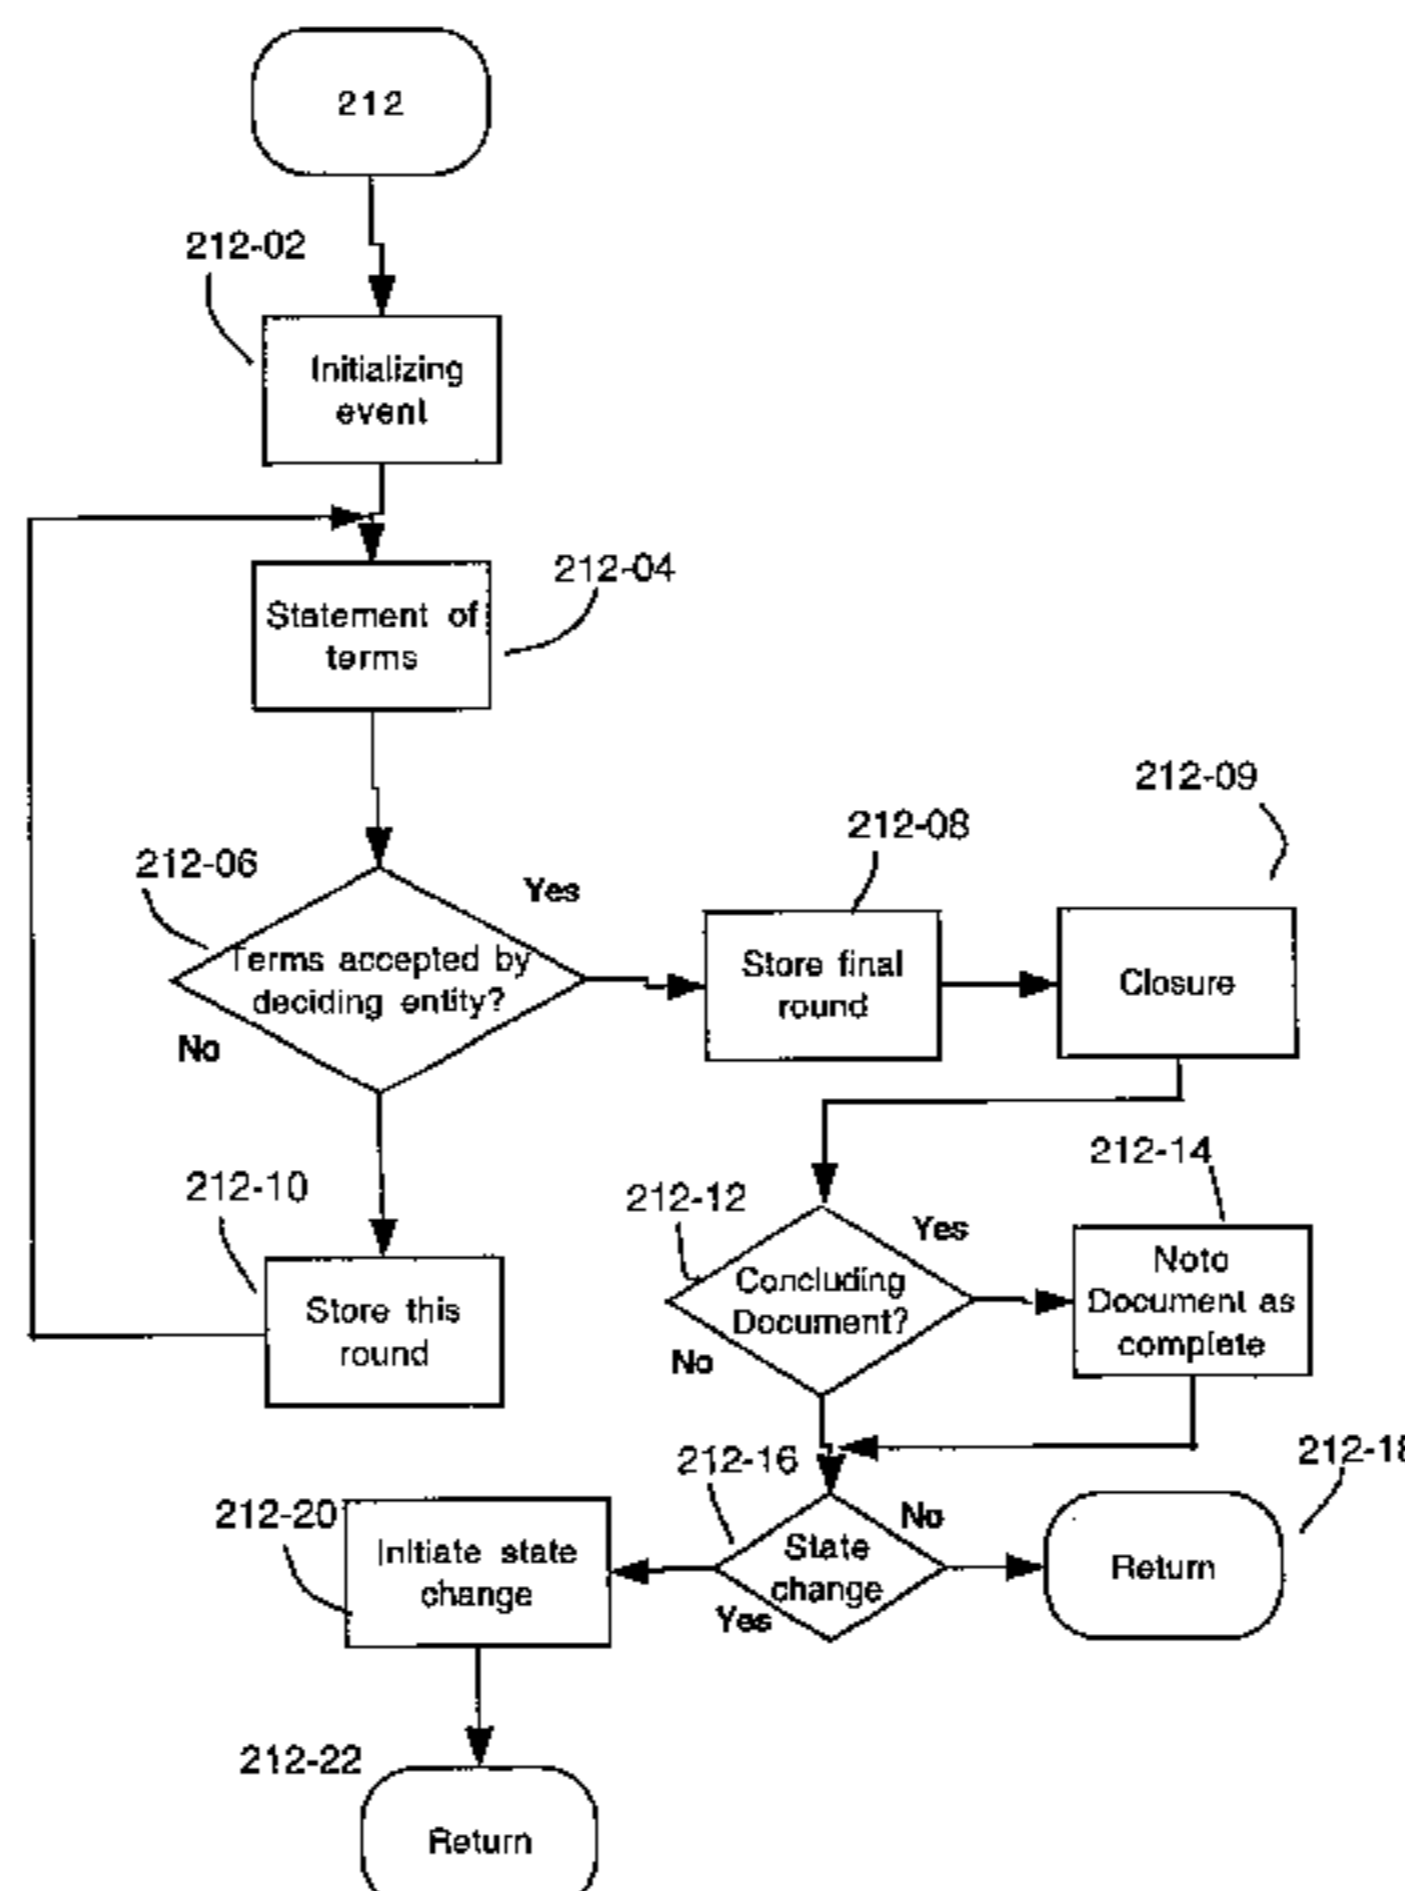 212
212-02
Initializing
event
212-04
Statement of
terms
212-09
212-08
212-06
Yes
Terms accepted by
deciding entity?
No
Store final
round
Closure
212-14
212-10
212-12
Yes
Store this
round
Concluding
Document?
No
Note
Document as
complete
212-16
212-18
212-20
Initiate state
change
State
change
No
Yes
Return
212-22
Return